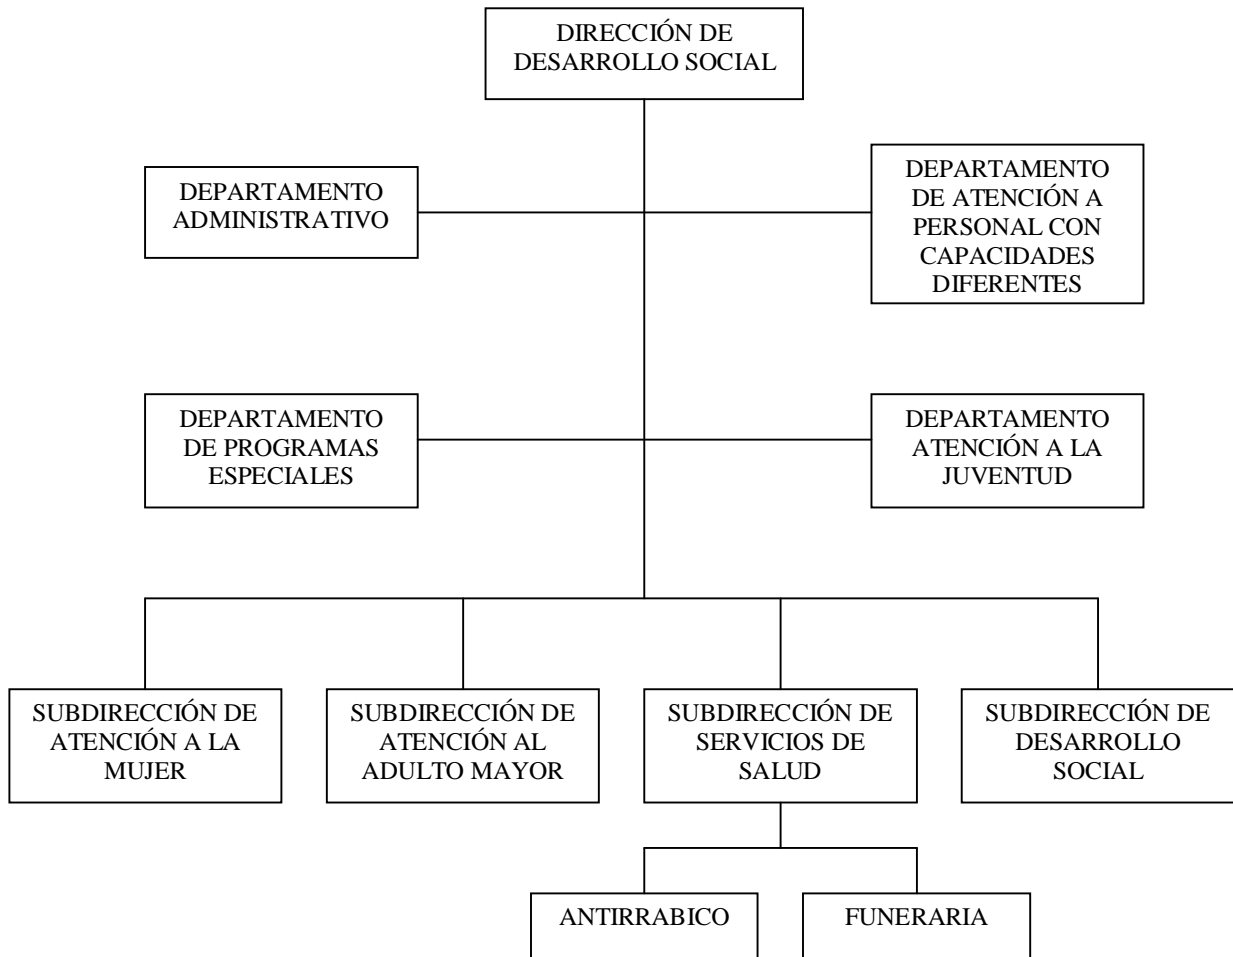 DIRECCIÓN DE
DESARROLLO SOCIAL
DEPARTAMENTO
ADMINISTRATIVO
DEPARTAMENTO
DE ATENCIÓN A
PERSONAL CON
CAPACIDADES
DIFERENTES
DEPARTAMENTO
DE PROGRAMAS
ESPECIALES
DEPARTAMENTO
ATENCIÓN A LA
JUVENTUD
SUBDIRECCIÓN DE
ATENCIÓN A LA
MUJER
SUBDIRECCIÓN DE
ATENCIÓN AL
ADULTO MAYOR
SUBDIRECCIÓN DE
SERVICIOS DE
SALUD
SUBDIRECCIÓN DE
DESARROLLO
SOCIAL
ANTIRRABICO
FUNERARIA